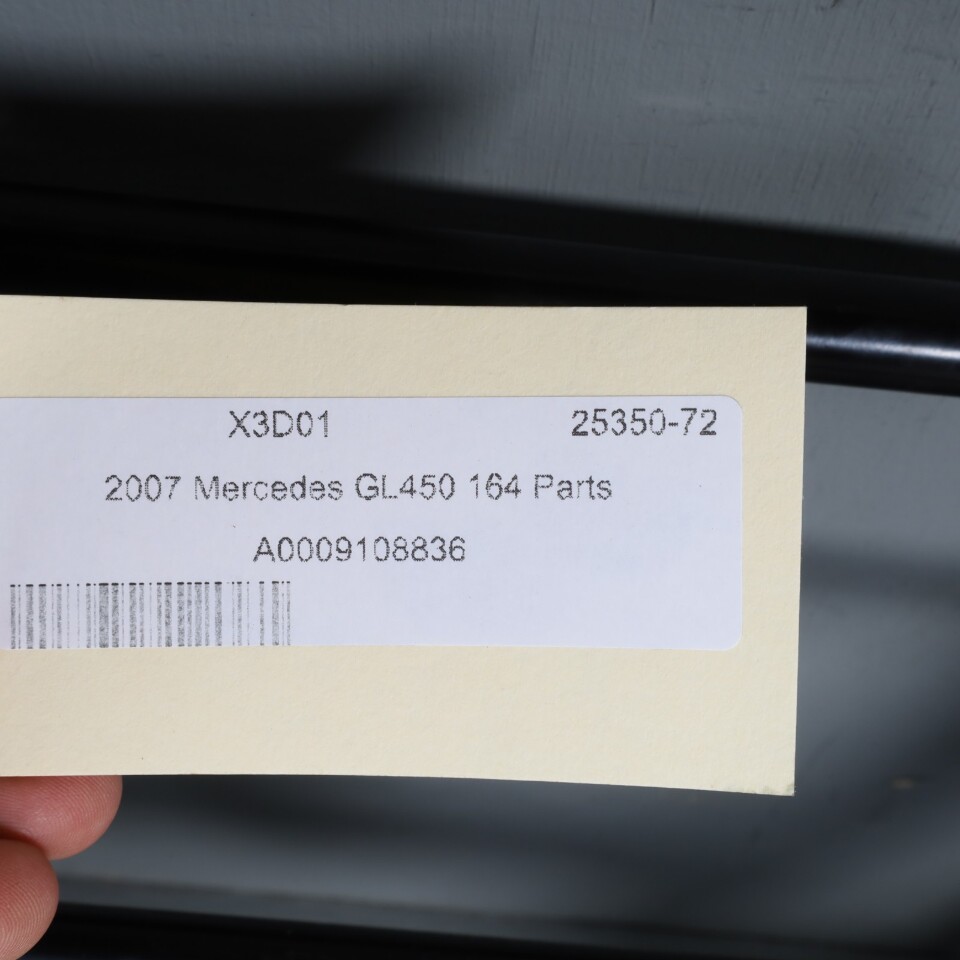 X3D01 25350-72
2007 Mercedes GL450 164 Parts
A0009108836